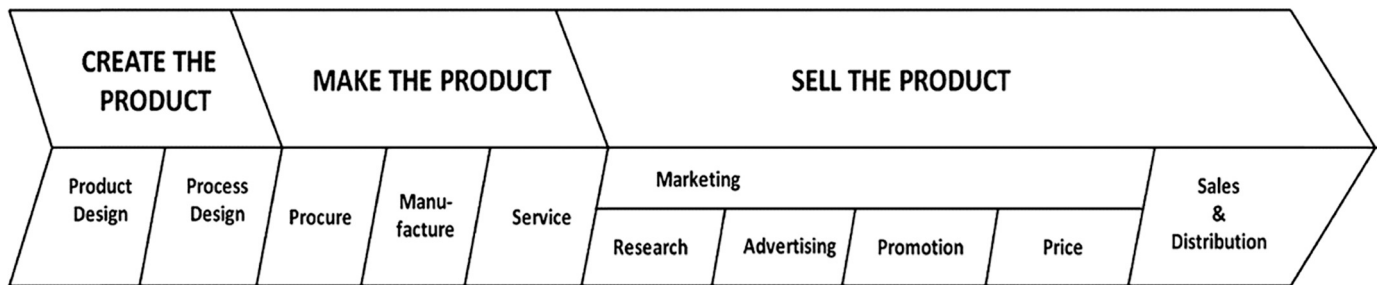 CREATE THE
PRODUCT
MAKE THE PRODUCT
SELL THE PRODUCT
Product
Design
Process
Design
Procure
Manu-
facture
Service
Marketing
Research
Advertising
Promotion
Price
Sales
&
Distribution